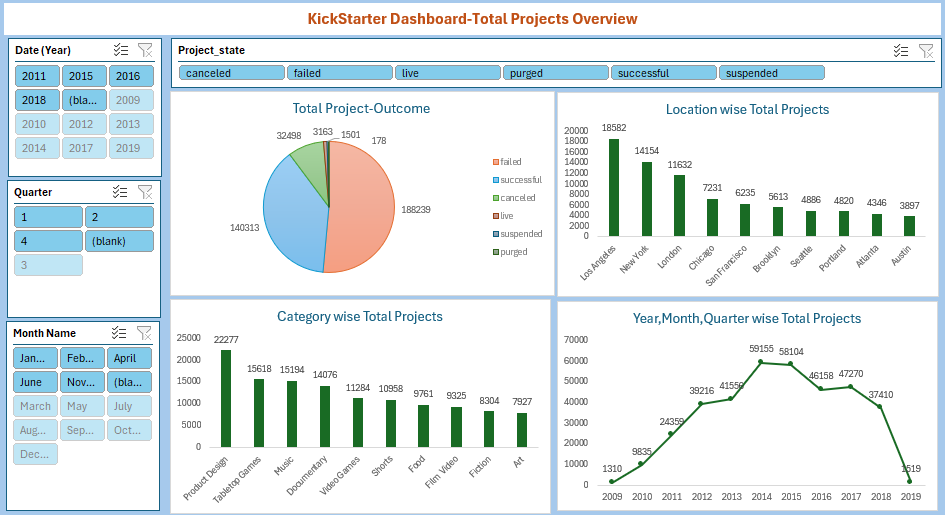 KickStarter Dashboard-Total Projects Overview
Date (Year)
2011 2015 2016
2018 (bla... 2009
2010 2012 2013
2014 2017 2019
Quarter
1 2
4 (blank)
3
Month Name
Jan... Feb... April
June Nov... (bla...
March May July
Aug... Sep... Oct...
Dec...
Project_state
canceled failed live purged successful suspended
Total Project-Outcome
32498 3163 1501 178
188239
140313
failed
successful
canceled
live
suspended
purged
Location wise Total Projects
20000
18000
16000
14000
12000
10000
8000
6000
4000
2000
0
18582 14154 11632 7231 6235 5613 4886 4820 4346 3897
Los Angeles New York London Chicago San Francisco Brooklyn Seattle Portland Atlanta Austin
Category wise Total Projects
25000
20000
15000
10000
5000
0
22277 15618 15194 14076 11284 10958 9761 9325 8304 7927
Product Design Tabletop Games Music Documentary Video Games Shorts Food Film Video Fiction Art
Year,Month,Quarter wise Total Projects
70000
60000
50000
40000
30000
20000
10000
0
1310 9835 24359 39216 41556 59155 58104 46158 47270 37410 1519
2009 2010 2011 2012 2013 2014 2015 2016 2017 2018 2019